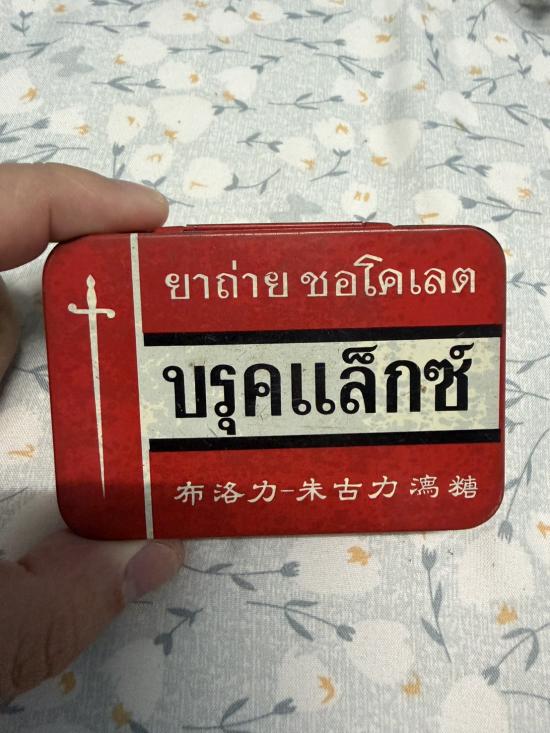 ยาถ่าย ชอโคเลต
บรุคแล็กซ์
布洛力-朱古力瀉糖